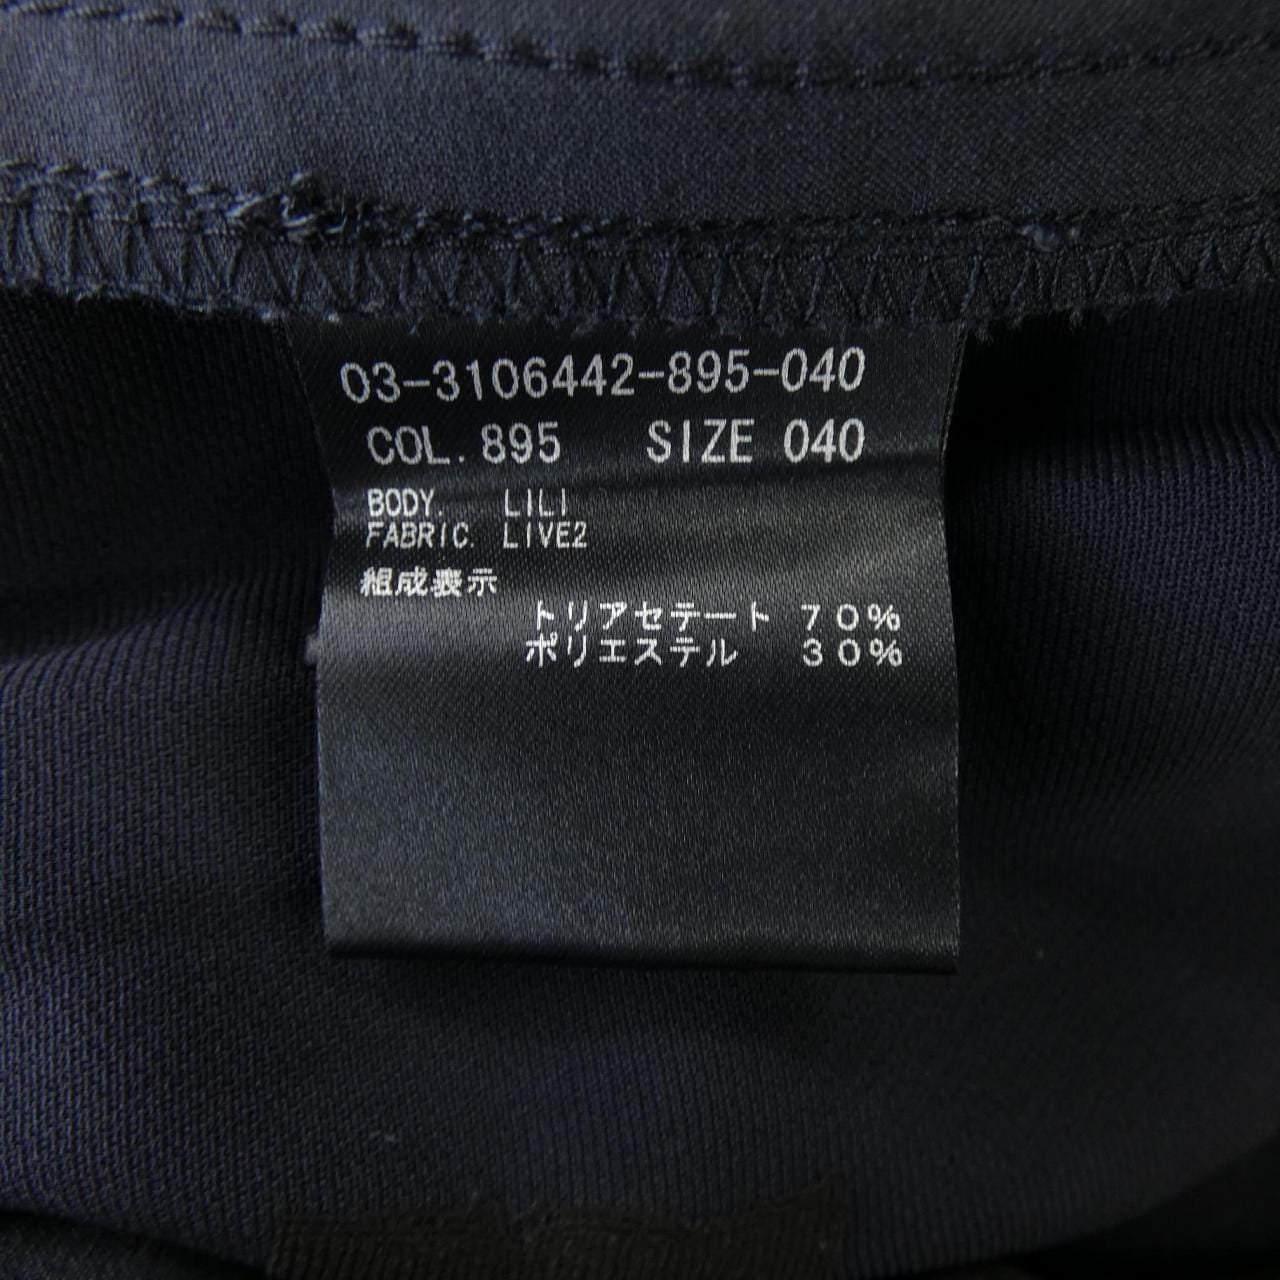 03-3106442-895-040
COL. 895 SIZE 040
BODY. LILI
FABRIC. LIVE2
組成表示
トリアセテート 70%
ポリエステル 30%